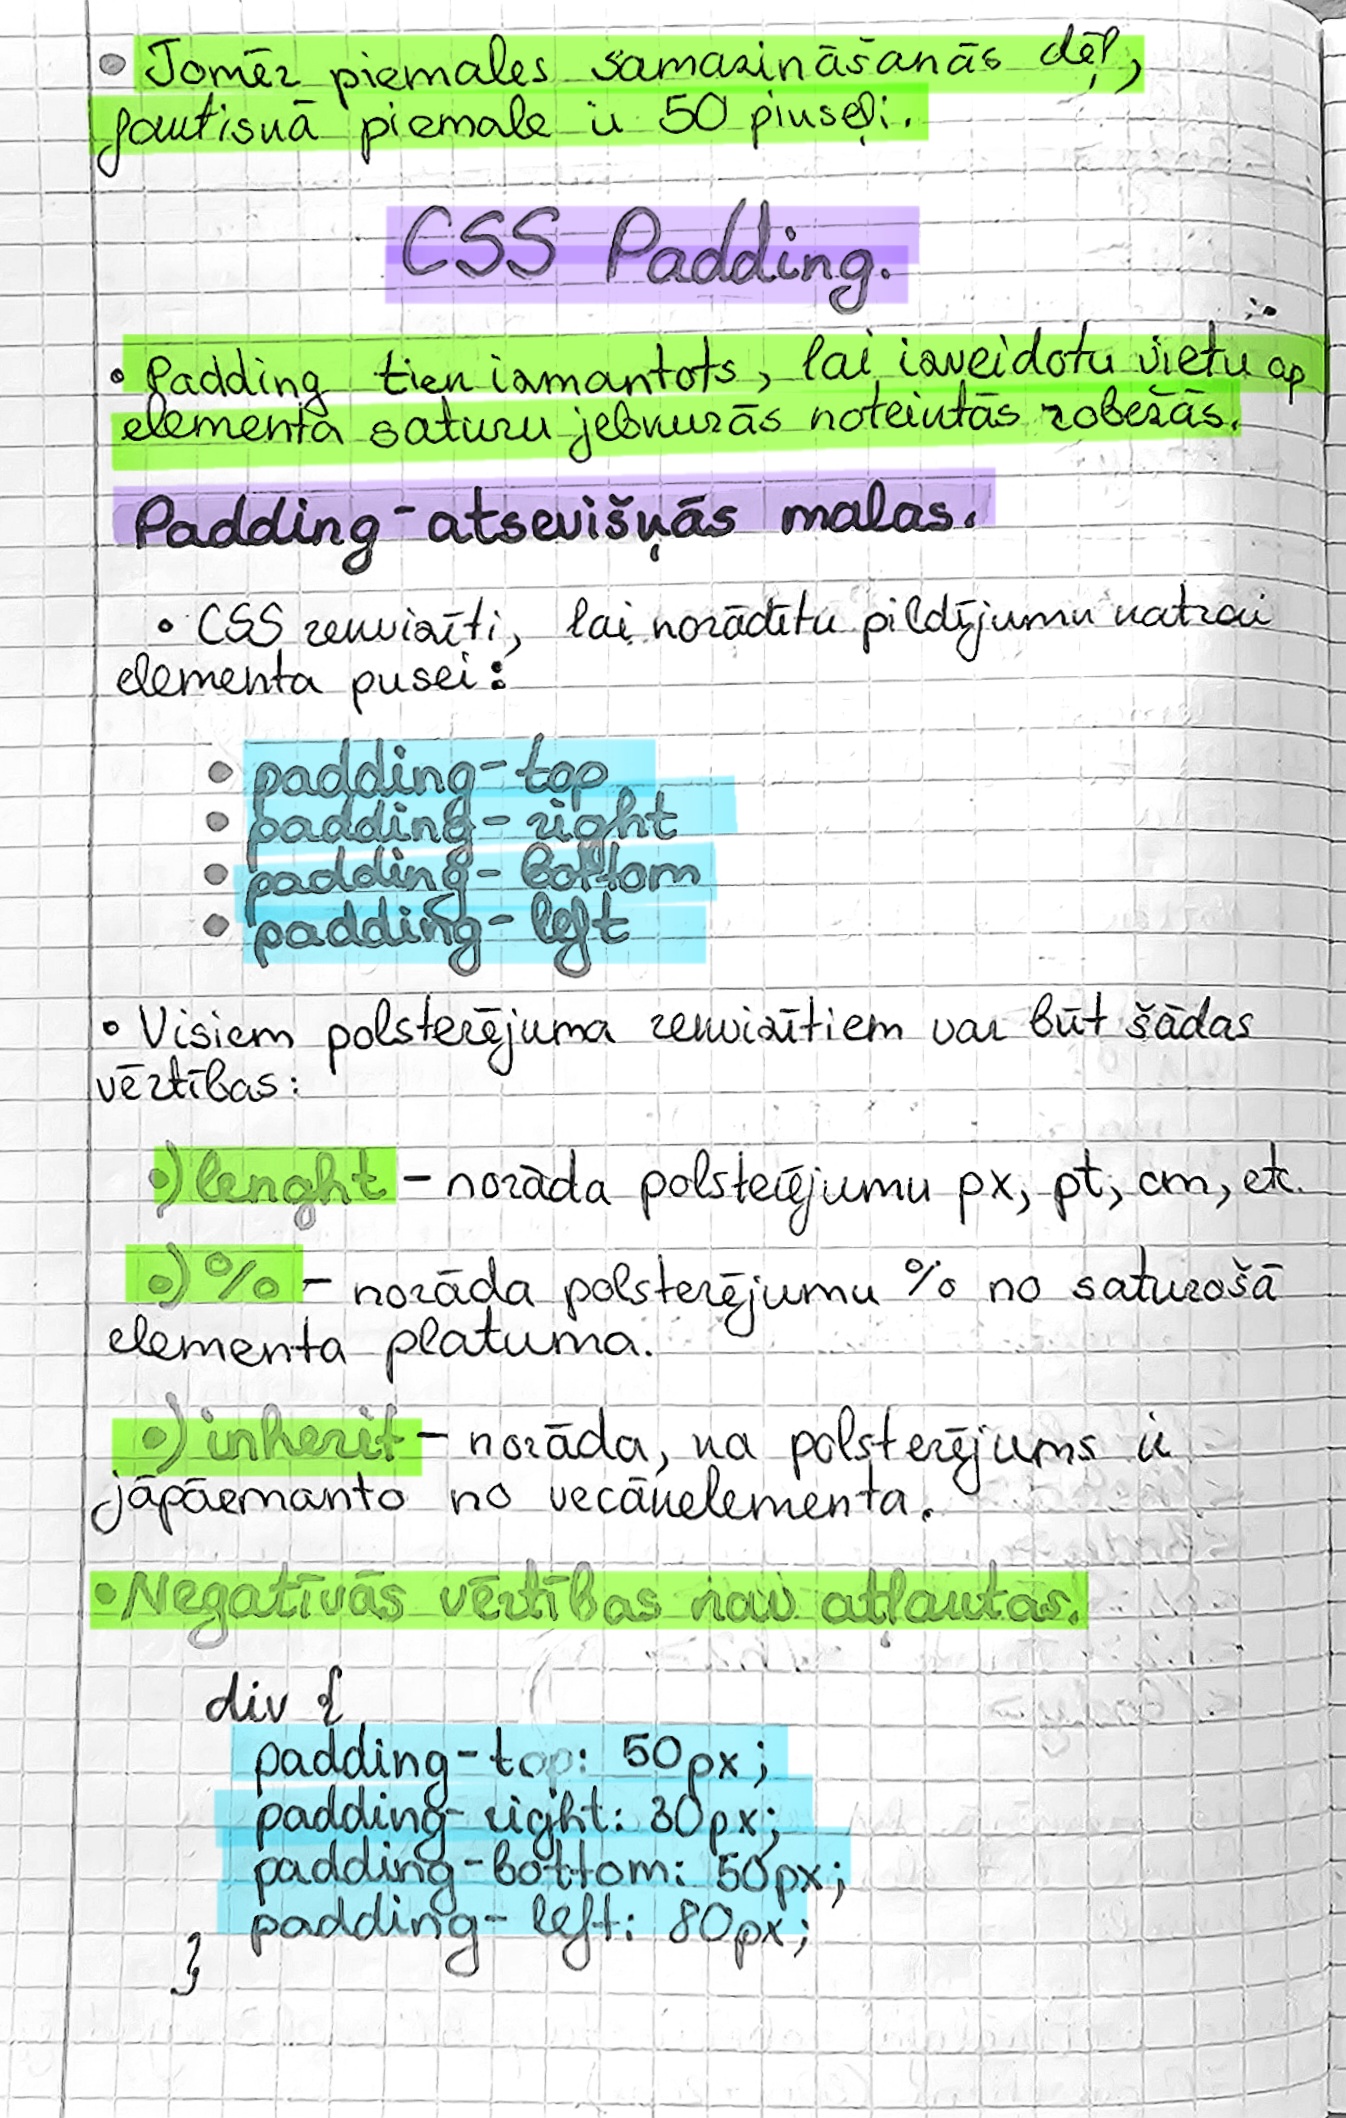 • Tomēr piemales samazināšanās dēļ,
faktiskā piemale ir 50 pikseļi.
CSS Padding.
• Padding tiek izmantots, lai izveidotu vietu ap
elementa saturu jebkurās noteiktās robežās.
Padding-atsevišķās malas.
• CSS rekvizīti, lai norādītu pildījumu katrai
elementa pusei:
• padding-top
• padding-right
• padding-bottom
• padding-left
• Visiem polsterējuma rekvizītiem var būt šādas
vērtības:
•) lenght - norāda polsterējumu px, pt, cm, etc.
•) % - norāda polsterējumu % no saturošā
elementa platuma.
•) inherit - norāda, ka polsterējums ir
jāpāemanto no vecākelementa.
• Negatīvās vērtības nav atļautas.
div {
padding-top: 50px;
padding-right: 30px;
padding-bottom: 50px;
padding-left: 80px;
}